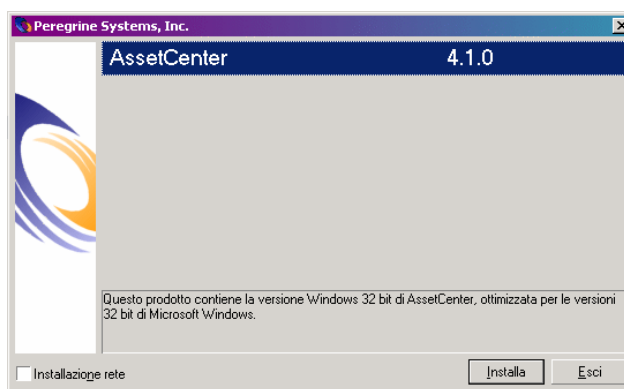 Peregrine Systems, Inc.
AssetCenter 4.1.0
Questo prodotto contiene la versione Windows 32 bit di AssetCenter, ottimizzata per le versioni
32 bit di Microsoft Windows.
Installazione rete
Installa Esci